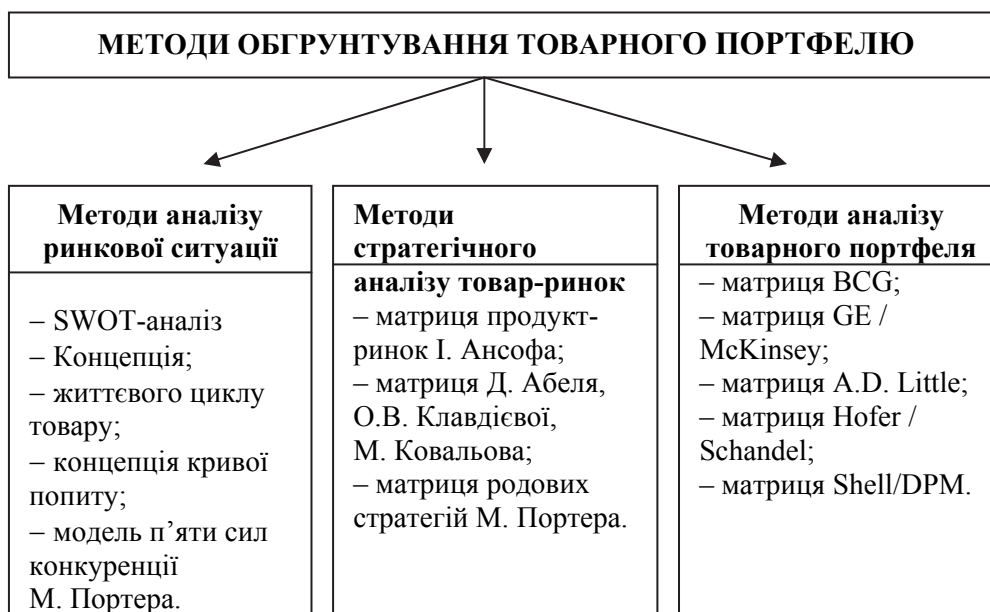 МЕТОДИ ОБГРУНТУВАННЯ ТОВАРНОГО ПОРТФЕЛЮ
Методи аналізу
ринкової ситуації
– SWOT-аналіз
– Концепція;
– життєвого циклу
товару;
– концепція кривої
попиту;
– модель п’яти сил
конкуренції
М. Портера.
Методи
стратегічного
аналізу товар-ринок
– матриця продукт-
ринок І. Ансофа;
– матриця Д. Абеля,
О.В. Клавдієвої,
М. Ковальова;
– матриця родових
стратегій М. Портера.
Методи аналізу
товарного портфеля
– матриця BCG;
– матриця GE /
McKinsey;
– матриця A.D. Little;
– матриця Hofer /
Schandel;
– матриця Shell/DPM.